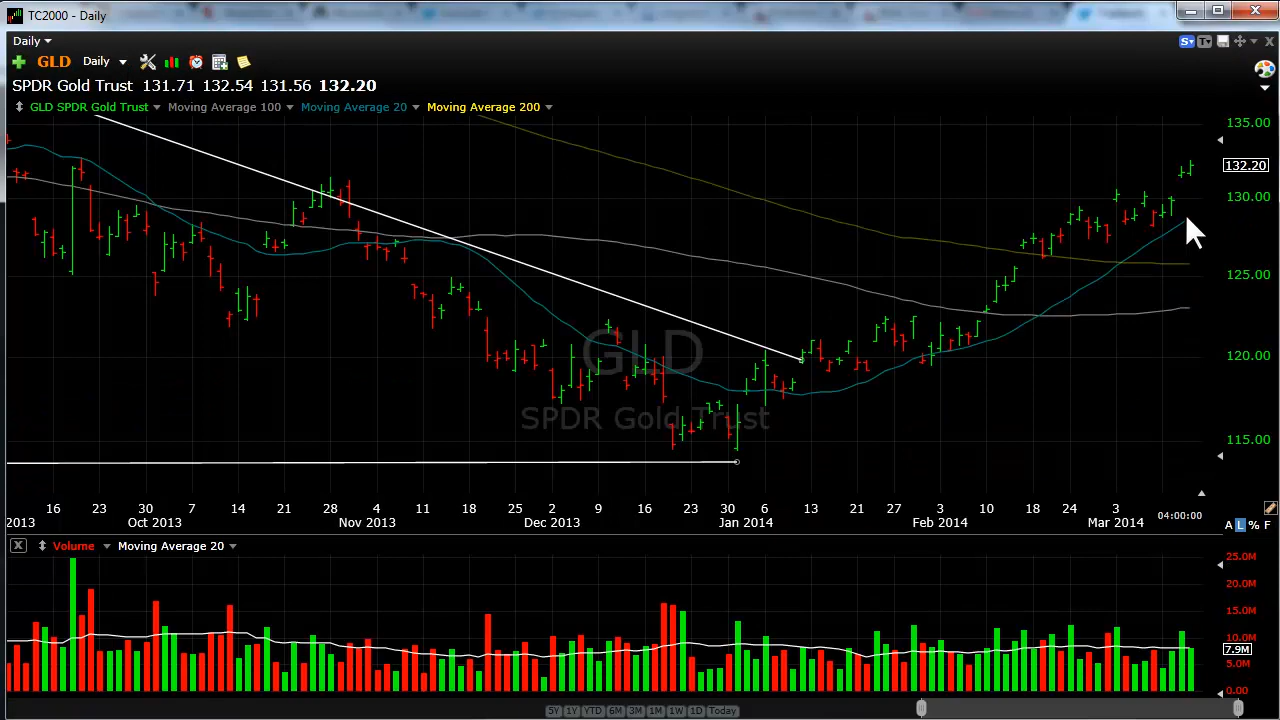 TC2000 - Daily
Daily
S T
GLD Daily
SPDR Gold Trust 131.71 132.54 131.56 132.20
GLD SPDR Gold Trust Moving Average 100 Moving Average 20 Moving Average 200
135.00
132.20
130.00
125.00
120.00
115.00
GLD
SPDR Gold Trust
16 23 30 7 14 21 28 4 11 18 25 2 9 16 23 30 6 13 21 27 3 10 18 24 3
2013 Oct 2013 Nov 2013 Dec 2013 Jan 2014 Feb 2014 Mar 2014
04:00:00
A L % F
X Volume Moving Average 20
25.0M
20.0M
15.0M
10.0M
7.9M
5.0M
0.00
5Y 1Y YTD 6M 3M 1M 1W 1D Today